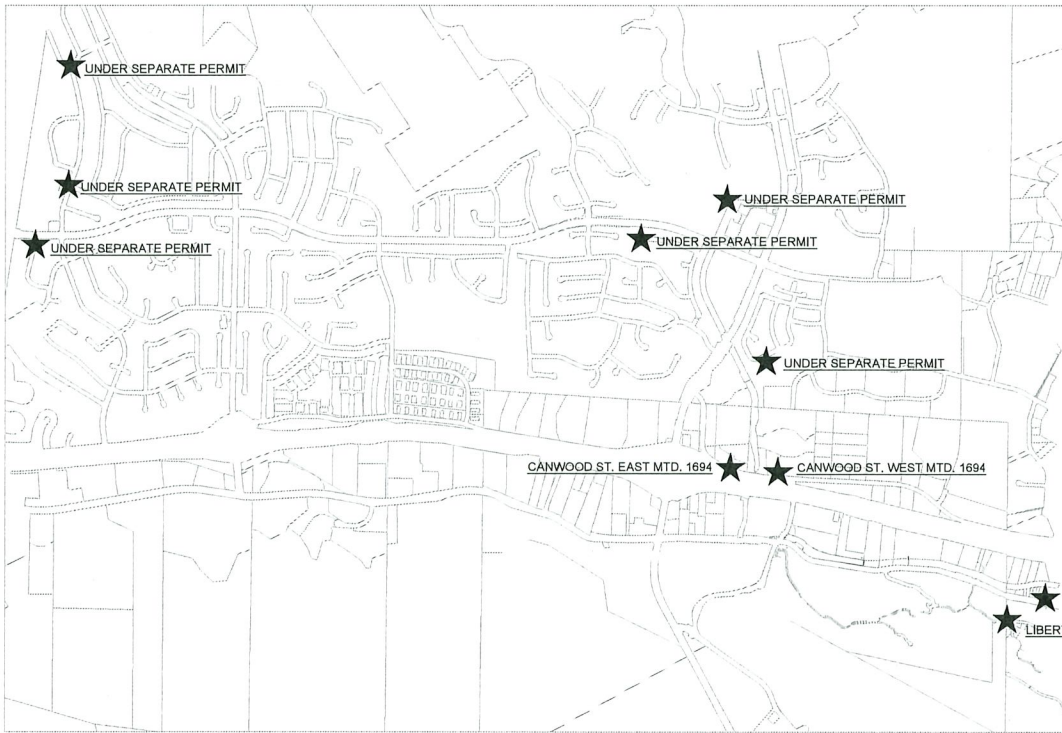 UNDER SEPARATE PERMIT
UNDER SEPARATE PERMIT
UNDER SEPARATE PERMIT
UNDER SEPARATE PERMIT
UNDER SEPARATE PERMIT
UNDER SEPARATE PERMIT
CANWOOD ST. EAST MTD. 1694
CANWOOD ST. WEST MTD. 1694
LIBER